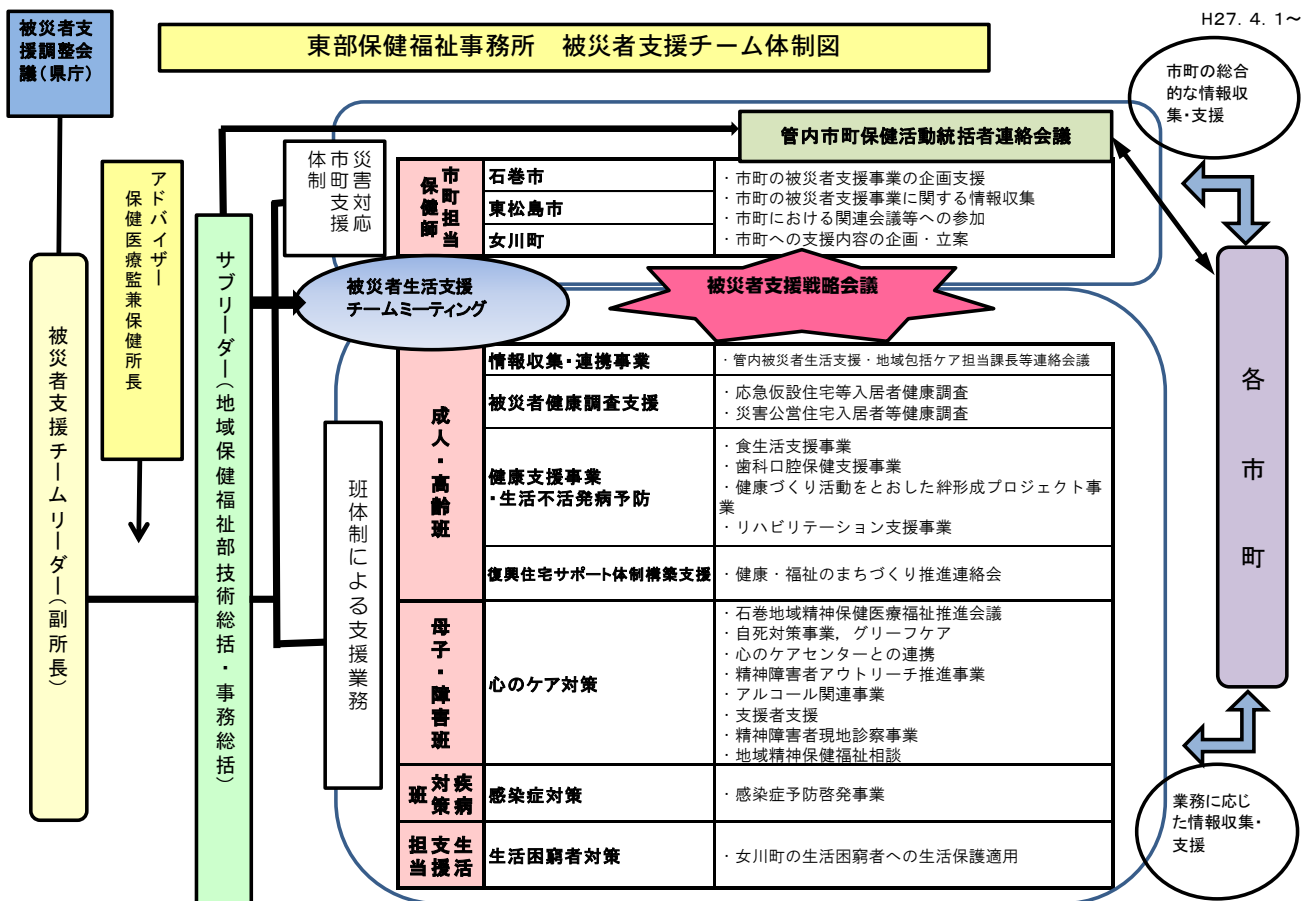 H27. 4. 1～
被災者支
援調整会
議(県庁)
東部保健福祉事務所　被災者支援チーム体制図
市町の総合
的な情報収
集・支援
管内市町保健活動統括者連絡会議
アドバイザー
保健医療監兼保健所長
被災者支援チームリーダー(副所長)
サブリーダー(地域保健福祉部技術総括・事務総括)
災害対応
市町支援
体制
市町担当
保健師
石巻市
東松島市
女川町
・市町の被災者支援事業の企画支援
・市町の被災者支援事業に関する情報収集
・市町における関連会議等への参加
・市町への支援内容の企画・立案
被災者生活支援
チームミーティング
被災者支援戦略会議
班体制による支援業務
成人・高齢班
情報収集・連携事業
・管内被災者生活支援・地域包括ケア担当課長等連絡会議
被災者健康調査支援
・応急仮設住宅等入居者健康調査
・災害公営住宅入居者等健康調査
健康支援事業
・生活不活発病予防
・食生活支援事業
・歯科口腔保健支援事業
・健康づくり活動をとおした絆形成プロジェクト事
業
・リハビリテーション支援事業
復興住宅サポート体制構築支援
・健康・福祉のまちづくり推進連絡会
母子・障害班
心のケア対策
・石巻地域精神保健医療福祉推進会議
・自死対策事業，グリーフケア
・心のケアセンターとの連携
・精神障害者アウトリーチ推進事業
・アルコール関連事業
・支援者支援
・精神障害者現地診察事業
・地域精神保健福祉相談
疾病
対策
班
感染症対策
・感染症予防啓発事業
生活
支援
担当
生活困窮者対策
・女川町の生活困窮者への生活保護適用
各市町
業務に応じ
た情報収集・
支援